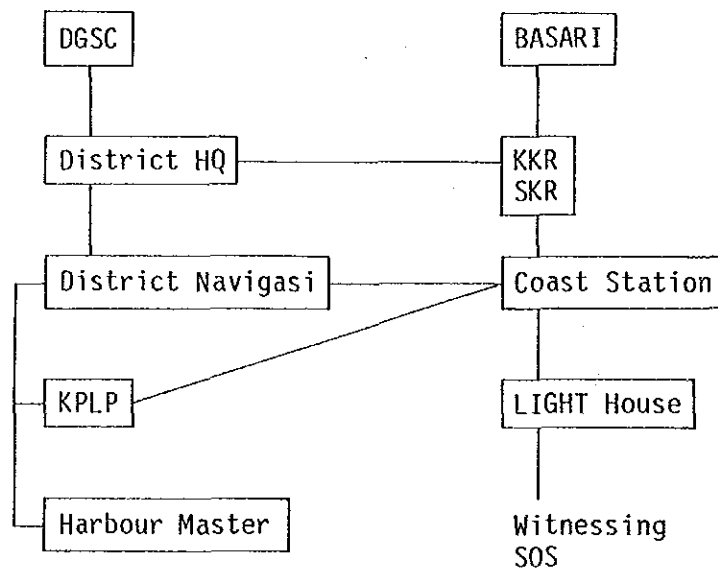 DGSC
BASARI
District HQ
KKR
SKR
District Navigasi
Coast Station
KPLP
LIGHT House
Harbour Master
Witnessing
SOS